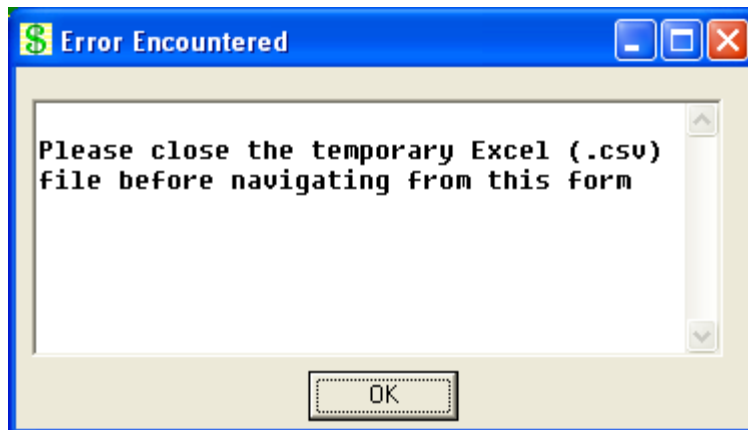 $ Error Encountered
Please close the temporary Excel (.csv)
file before navigating from this form
OK